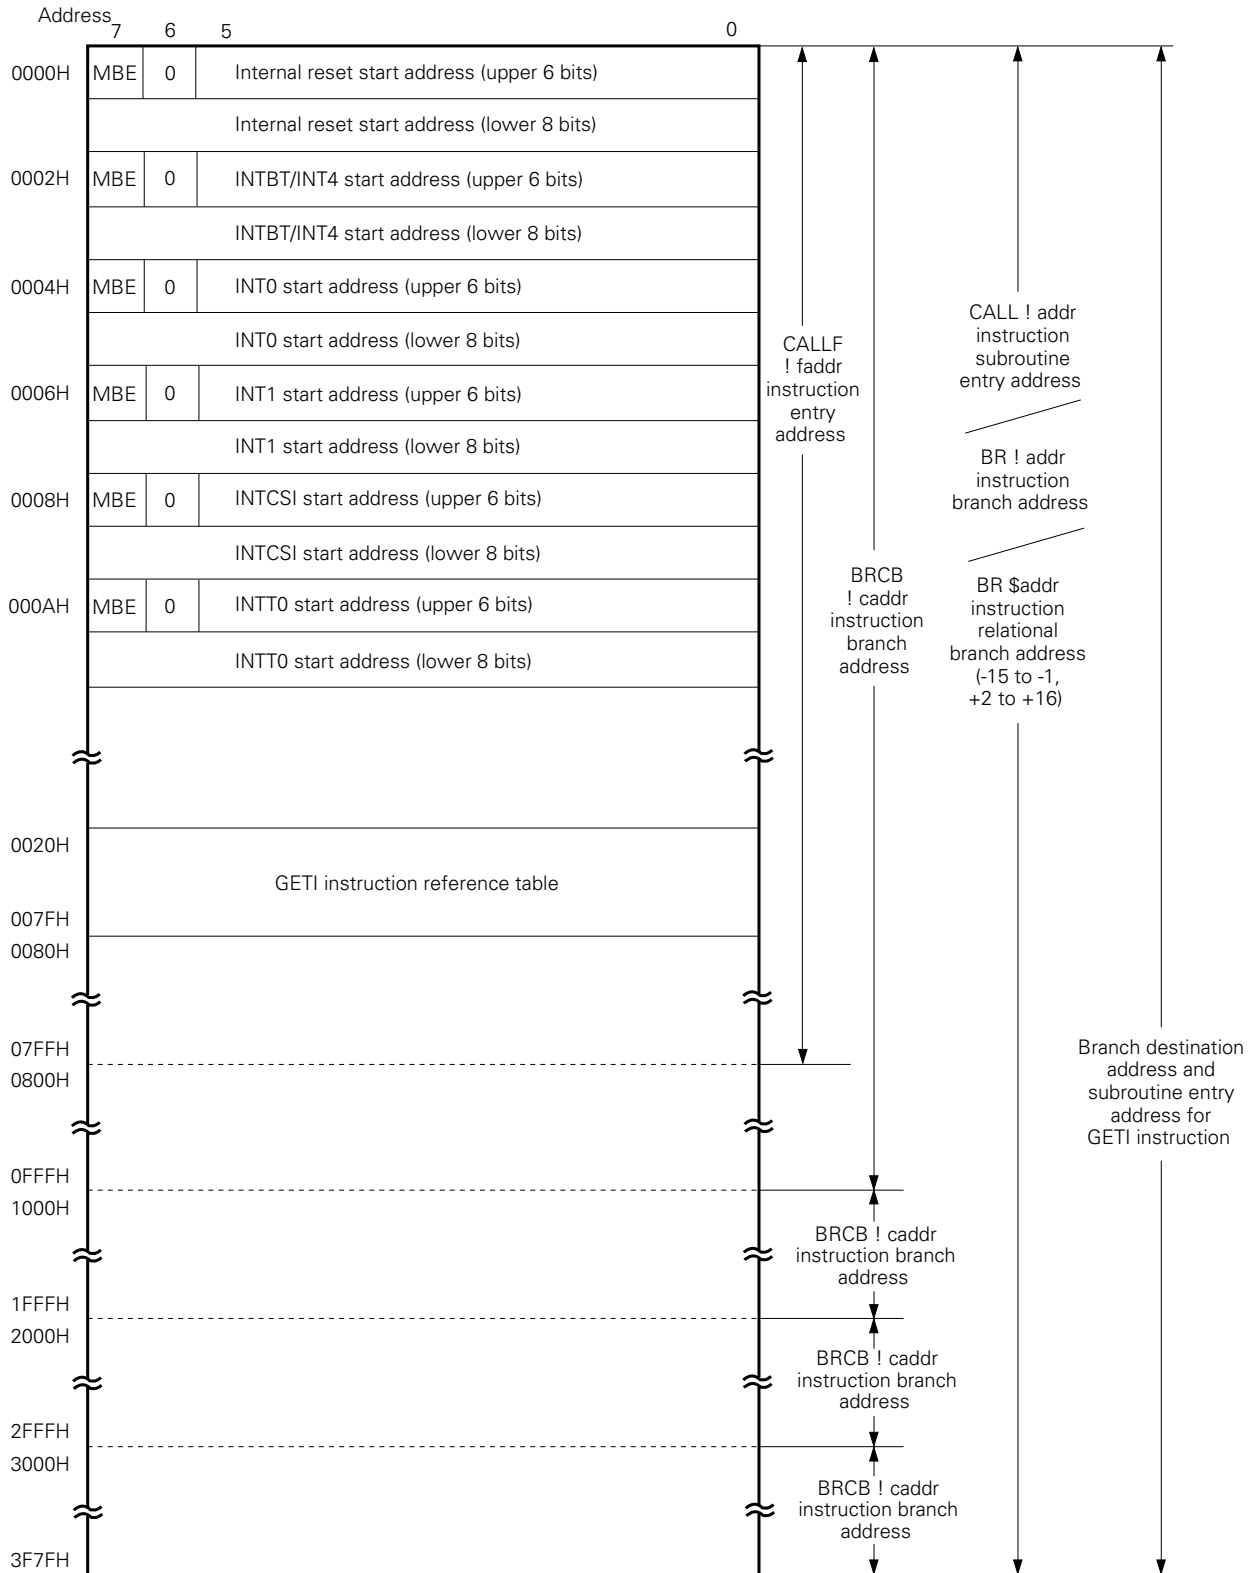 Address
7 6 5 0
0000H MBE 0 Internal reset start address (upper 6 bits)
Internal reset start address (lower 8 bits)
0002H MBE 0 INTBT/INT4 start address (upper 6 bits)
INTBT/INT4 start address (lower 8 bits)
0004H MBE 0 INT0 start address (upper 6 bits)
INT0 start address (lower 8 bits)
0006H MBE 0 INT1 start address (upper 6 bits)
INT1 start address (lower 8 bits)
0008H MBE 0 INTCSI start address (upper 6 bits)
INTCSI start address (lower 8 bits)
000AH MBE 0 INTT0 start address (upper 6 bits)
INTT0 start address (lower 8 bits)
0020H
GETI instruction reference table
007FH
0080H
07FFH
0800H
0FFFH
1000H
1FFFH
2000H
2FFFH
3000H
3F7FH
CALLF
! faddr
instruction
entry
address
BRCB
! caddr
instruction
branch
address
BRCB ! caddr
instruction branch
address
BRCB ! caddr
instruction branch
address
BRCB ! caddr
instruction branch
address
CALL ! addr
instruction
subroutine
entry address
BR ! addr
instruction
branch address
BR $addr
instruction
relational
branch address
(-15 to -1,
+2 to +16)
Branch destination
address and
subroutine entry
address for
GETI instruction